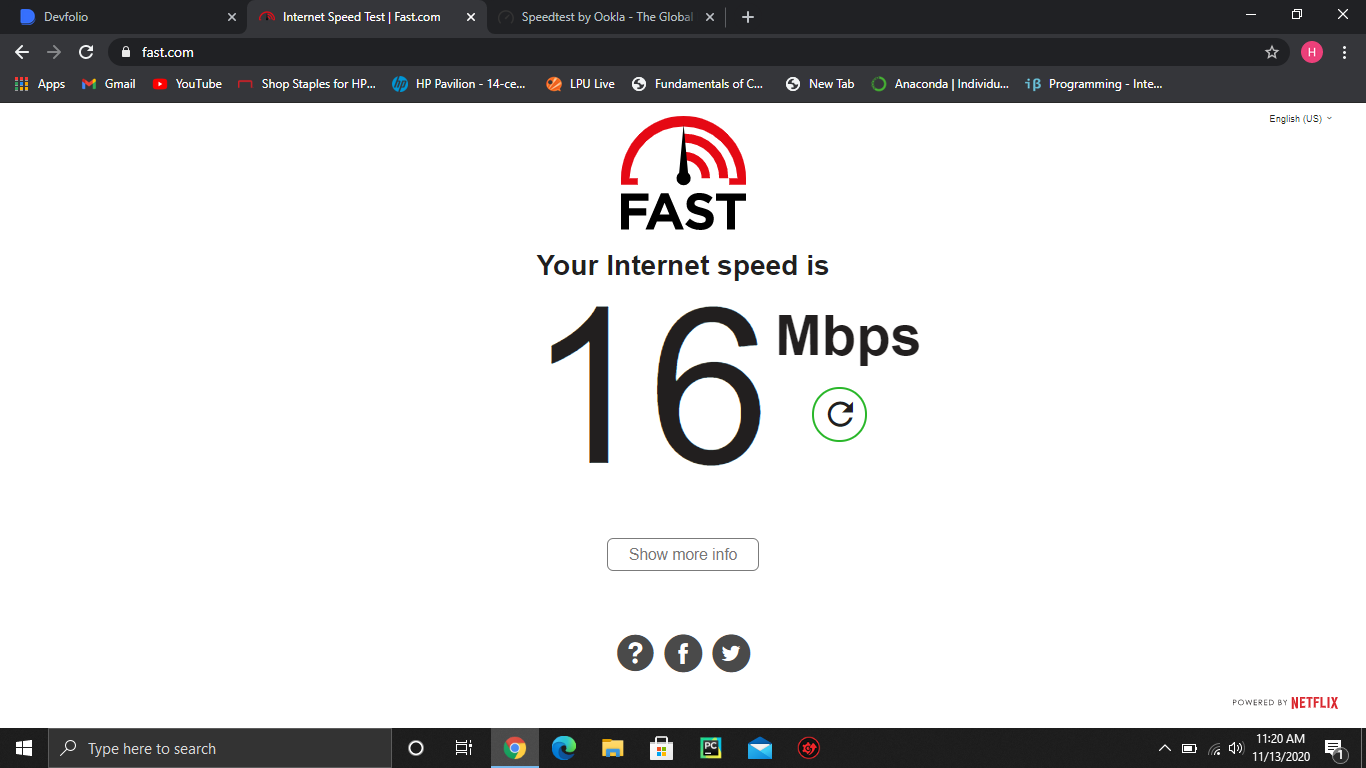 Devfolio
Internet Speed Test | Fast.com
Speedtest by Ookla - The Global
fast.com
H
Apps
Gmail
YouTube
Shop Staples for HP...
HP Pavilion - 14-ce...
LPU Live
Fundamentals of C...
New Tab
Anaconda | Individu...
Programming - Inte...
English (US)
FAST
Your Internet speed is
16 Mbps
Show more info
POWERED BY NETFLIX
Type here to search
PC
11:20 AM
11/13/2020
1